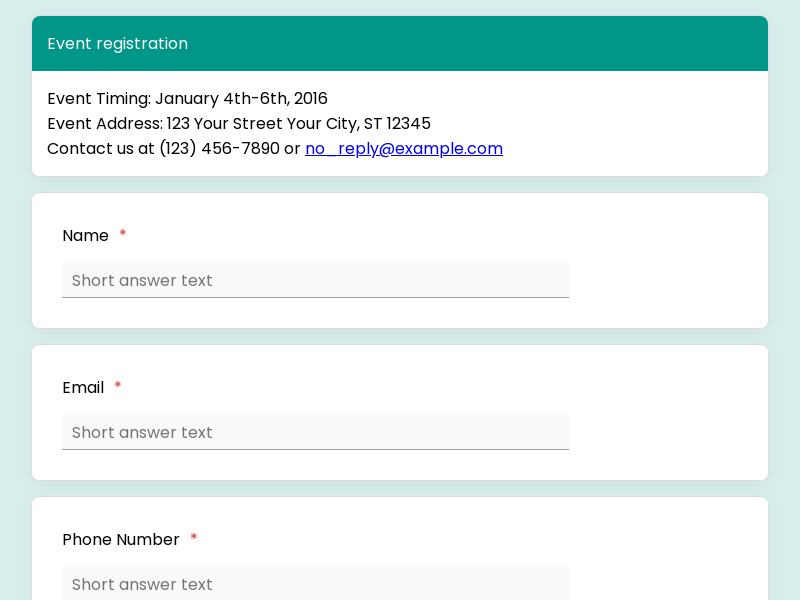 Event registration
Event Timing: January 4th-6th, 2016
Event Address: 123 Your Street Your City, ST 12345
Contact us at (123) 456-7890 or no_reply@example.com
Name *
Short answer text
Email *
Short answer text
Phone Number *
Short answer text